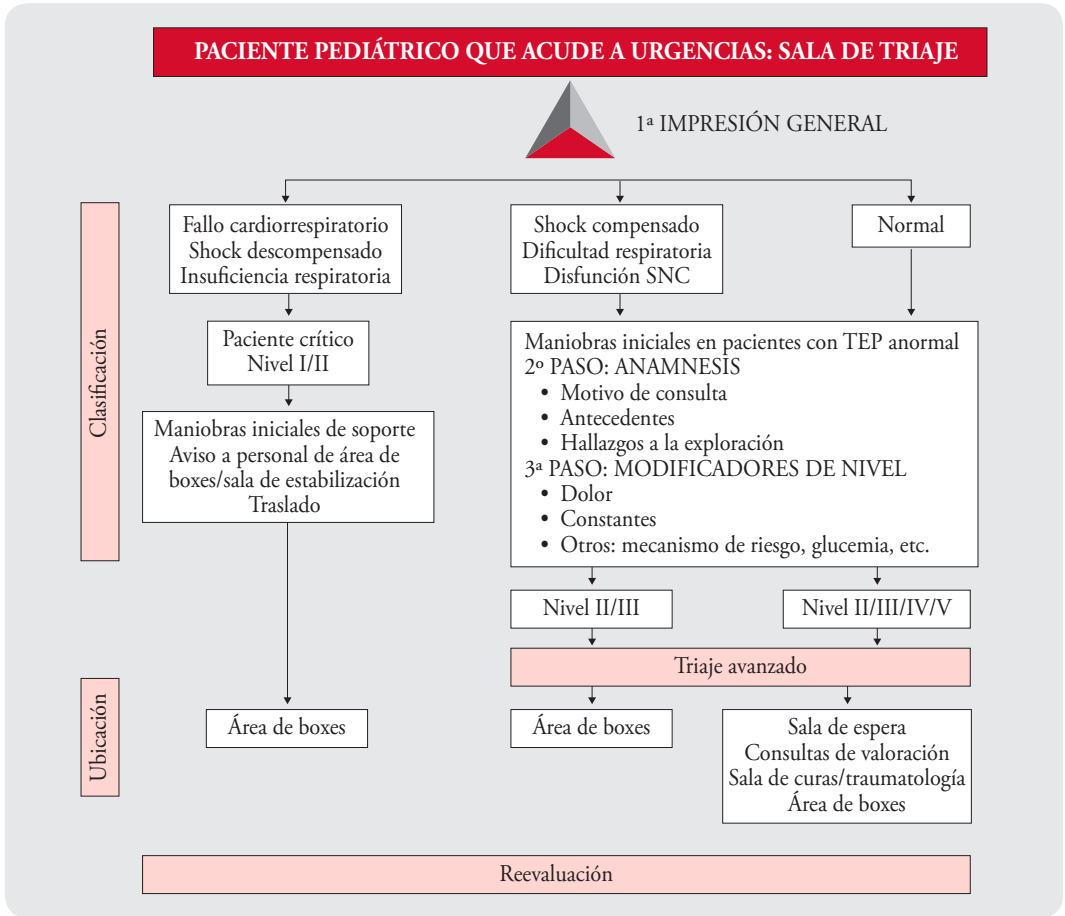 PACIENTE PEDIÁTRICO QUE ACUDE A URGENCIAS: SALA DE TRIAJE
1ª IMPRESIÓN GENERAL
Clasificación
Fallo cardiorrespiratorio
Shock descompensado
Insuficiencia respiratoria
Shock compensado
Dificultad respiratoria
Disfunción SNC
Normal
Paciente crítico
Nivel I/II
Maniobras iniciales de soporte
Aviso a personal de área de
boxes/sala de estabilización
Traslado
Maniobras iniciales en pacientes con TEP anormal
2º PASO: ANAMNESIS
• Motivo de consulta
• Antecedentes
• Hallazgos a la exploración
3ª PASO: MODIFICADORES DE NIVEL
• Dolor
• Constantes
• Otros: mecanismo de riesgo, glucemia, etc.
Nivel II/III
Nivel II/III/IV/V
Triaje avanzado
Ubicación
Área de boxes
Área de boxes
Sala de espera
Consultas de valoración
Sala de curas/traumatología
Área de boxes
Reevaluación